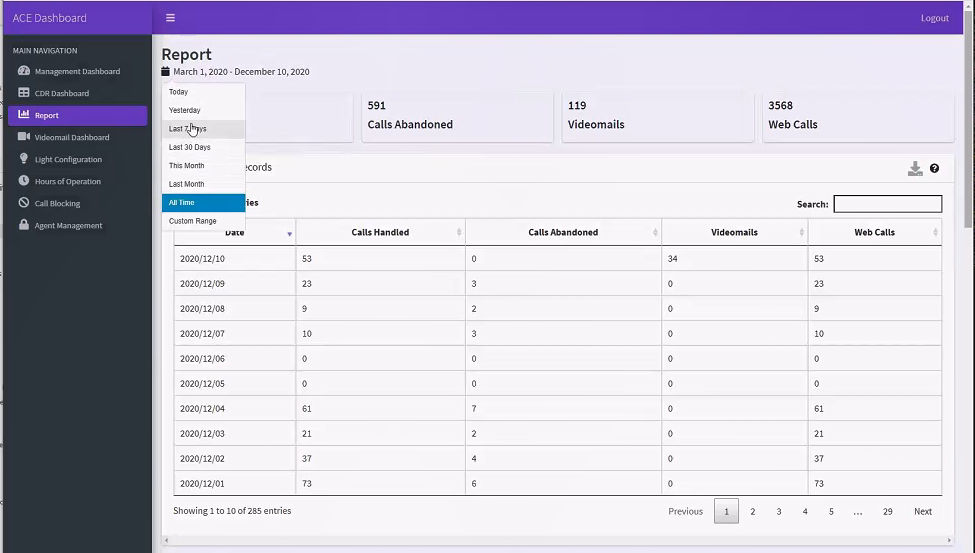 ACE Dashboard
Logout
MAIN NAVIGATION
Management Dashboard
CDR Dashboard
Report
Videomail Dashboard
Light Configuration
Hours of Operation
Call Blocking
Agent Management
Report
March 1, 2020 - December 10, 2020
Today
Yesterday
Last 7 Days
Last 30 Days
This Month
Last Month
All Time
Custom Range
591
Calls Abandoned
119
Videomails
3568
Web Calls
Search:
Date Calls Handled Calls Abandoned Videomails Web Calls
2020/12/10 53 0 34 53
2020/12/09 23 3 0 23
2020/12/08 9 2 0 9
2020/12/07 10 3 0 10
2020/12/06 0 0 0 0
2020/12/05 0 0 0 0
2020/12/04 61 7 0 61
2020/12/03 21 2 0 21
2020/12/02 37 4 0 37
2020/12/01 73 6 0 73
Showing 1 to 10 of 285 entries
Previous 1 2 3 4 5 ... 29 Next